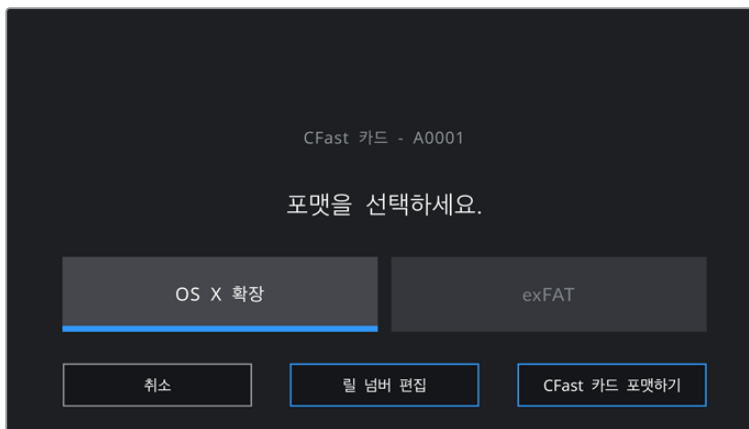 CFast 카드 - A0001
포맷을 선택하세요.
OS X 확장 exFAT
취소 릴 넘버 편집 CFast 카드 포맷하기